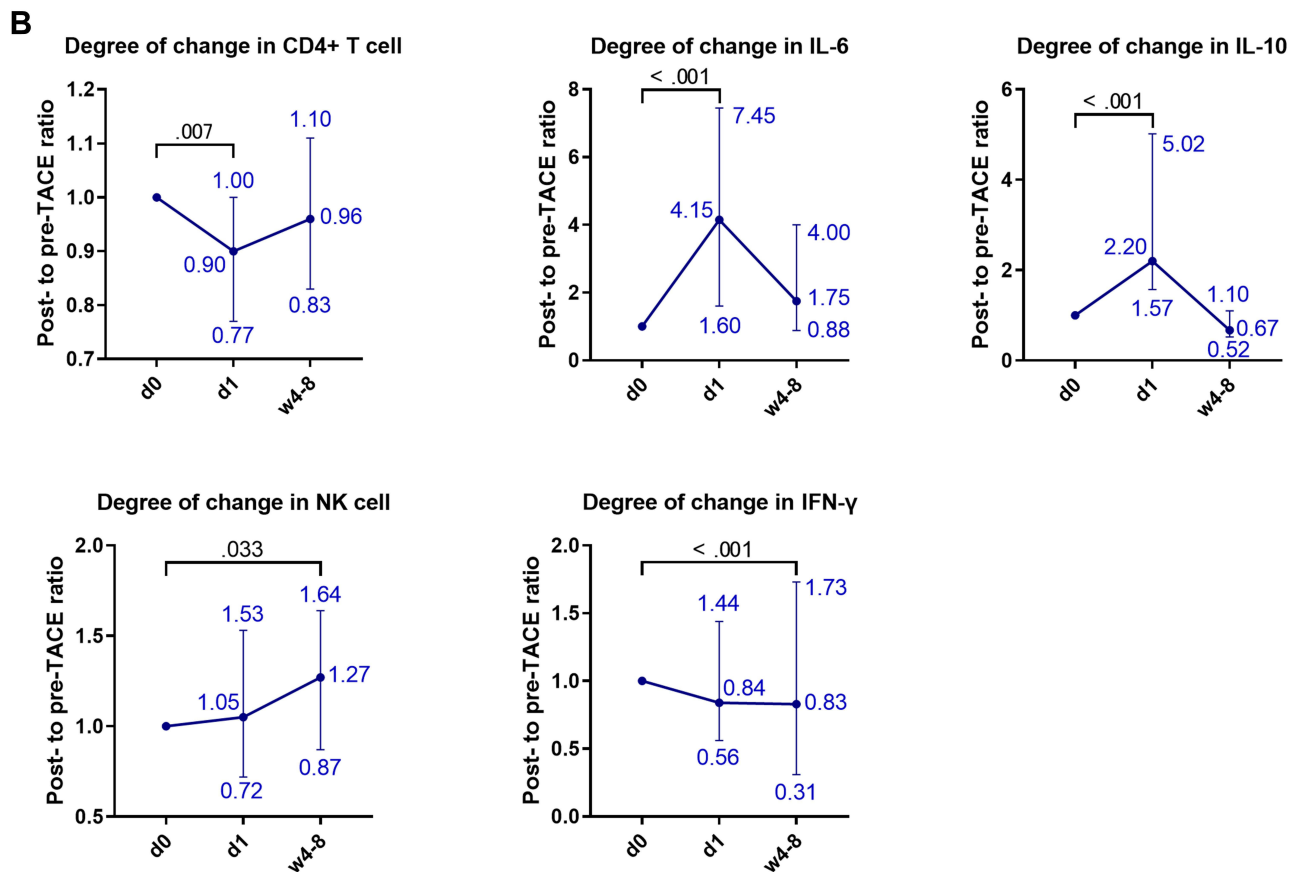 B
Degree of change in CD4+ T cell
Post- to pre-TACE ratio
1.2
1.1
1.0
0.9
0.8
0.7
.007
1.00
0.90
0.77
1.10
0.96
0.83
d0
d1
w4-8
Degree of change in IL-6
Post- to pre-TACE ratio
8
6
4
2
0
< .001
7.45
4.15
1.60
4.00
1.75
0.88
d0
d1
w4-8
Degree of change in IL-10
Post- to pre-TACE ratio
6
4
2
0
< .001
5.02
2.20
1.57
1.10
0.67
0.52
d0
d1
w4-8
Degree of change in NK cell
Post- to pre-TACE ratio
2.0
1.5
1.0
0.5
.033
1.53
1.05
0.72
1.64
1.27
0.87
d0
d1
w4-8
Degree of change in IFN-γ
Post- to pre-TACE ratio
2.0
1.5
1.0
0.5
0.0
< .001
1.44
0.84
0.56
1.73
0.83
0.31
d0
d1
w4-8